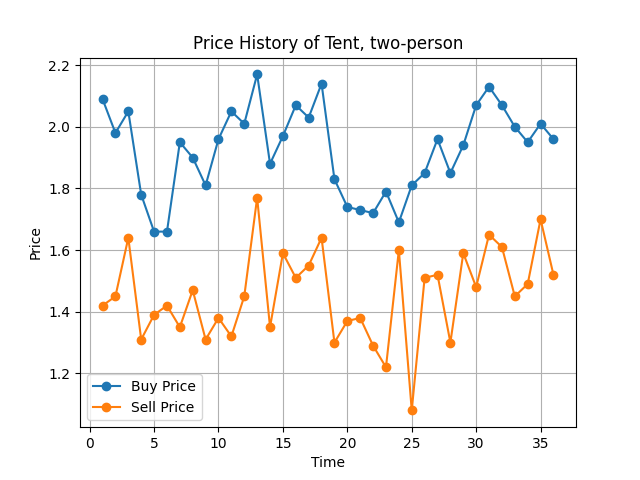 Price History of Tent, two-person
2.2
2.0
1.8
1.6
1.4
1.2
Price
Buy Price
Sell Price
0 5 10 15 20 25 30 35
Time